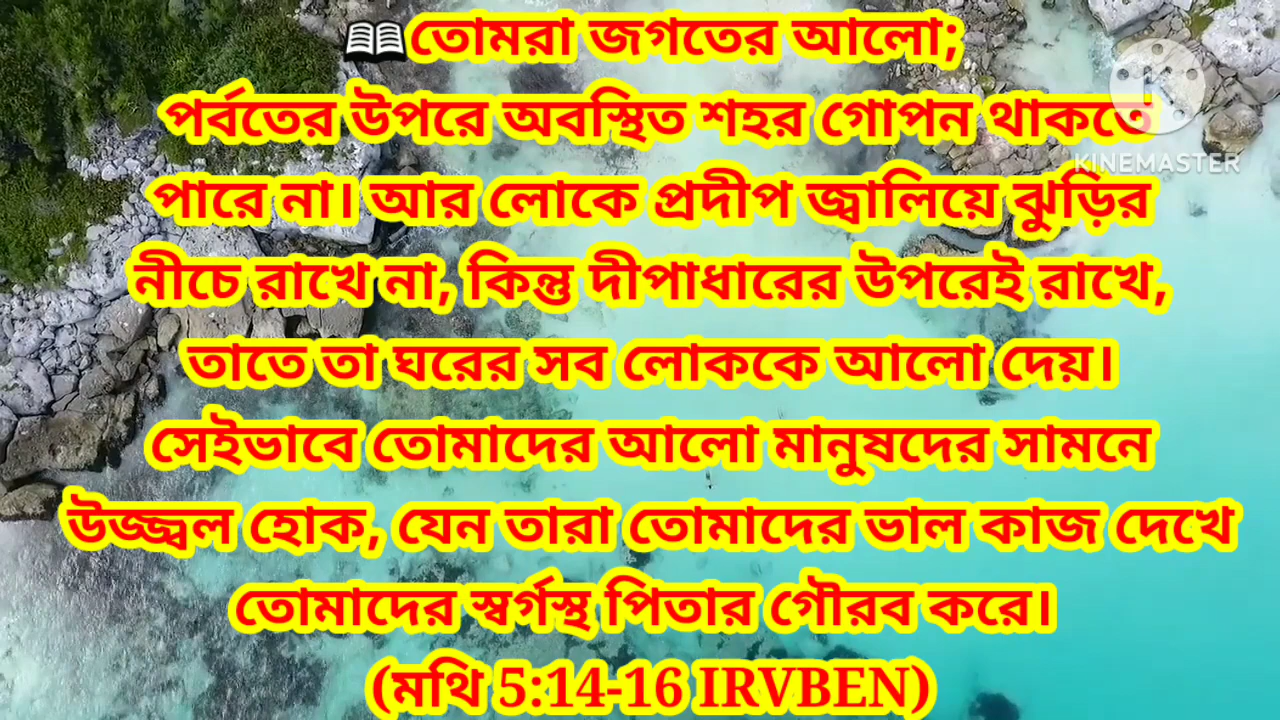 📖তোমরা জগতের আলো;
পর্বতের উপরে অবস্থিত শহর গোপন থাকতে
পারে না। আর লোকে প্রদীপ জ্বালিয়ে ঝুড়ির
নীচে রাখে না, কিন্তু দীপাধারের উপরেই রাখে,
তাতে তা ঘরের সব লোককে আলো দেয়।
সেইভাবে তোমাদের আলো মানুষদের সামনে
উজ্জ্বল হোক, যেন তারা তোমাদের ভাল কাজ দেখে
তোমাদের স্বর্গস্থ পিতার গৌরব করে।
(মথি 5:14-16 IRVBEN)
K
KINEMASTER